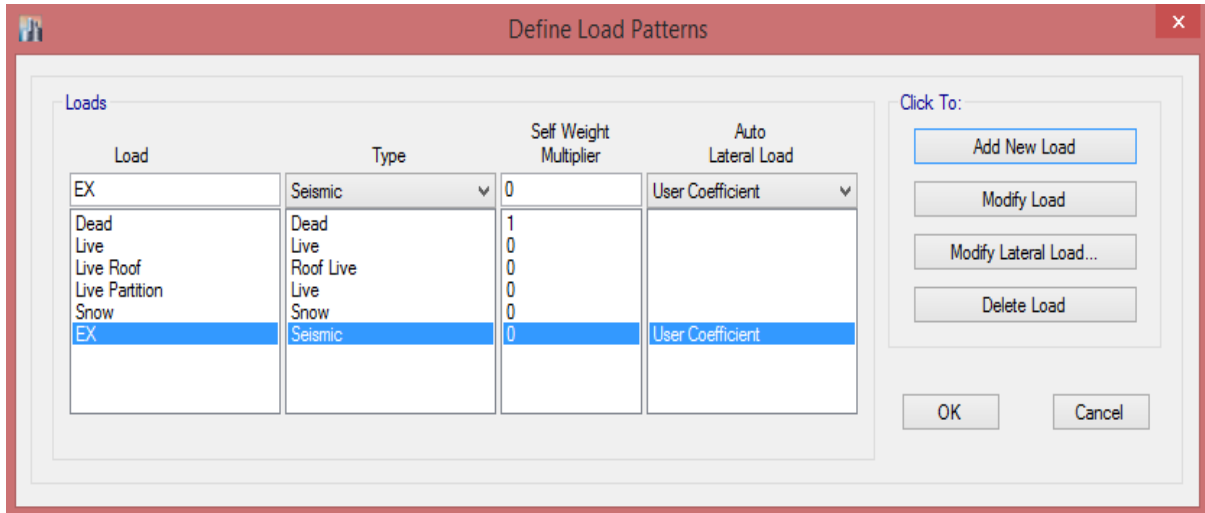 Define Load Patterns
x
Loads
Click To:
Load
Type
Self Weight
Multiplier
Auto
Lateral Load
EX
Seismic
0
User Coefficient
Dead Dead 1
Live Live 0
Live Roof Roof Live 0
Live Partition Live 0
Snow Snow 0
EX Seismic 0 User Coefficient
Add New Load
Modify Load
Modify Lateral Load...
Delete Load
OK
Cancel